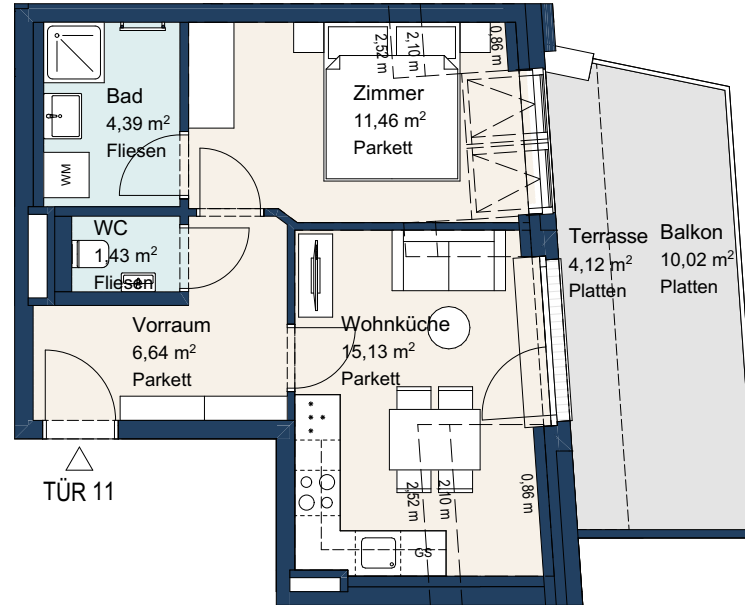 Bad
4,39 m²
Fliesen
WM
Zimmer
11,46 m²
Parkett
2,52 m
2,10 m
0,86 m
WC
1,43 m²
Fliesen
Vorraum
6,64 m²
Parkett
Wohnküche
15,13 m²
Parkett
Terrasse
4,12 m²
Platten
Balkon
10,02 m²
Platten
2,52 m
2,10 m
0,86 m
GS
TÜR 11